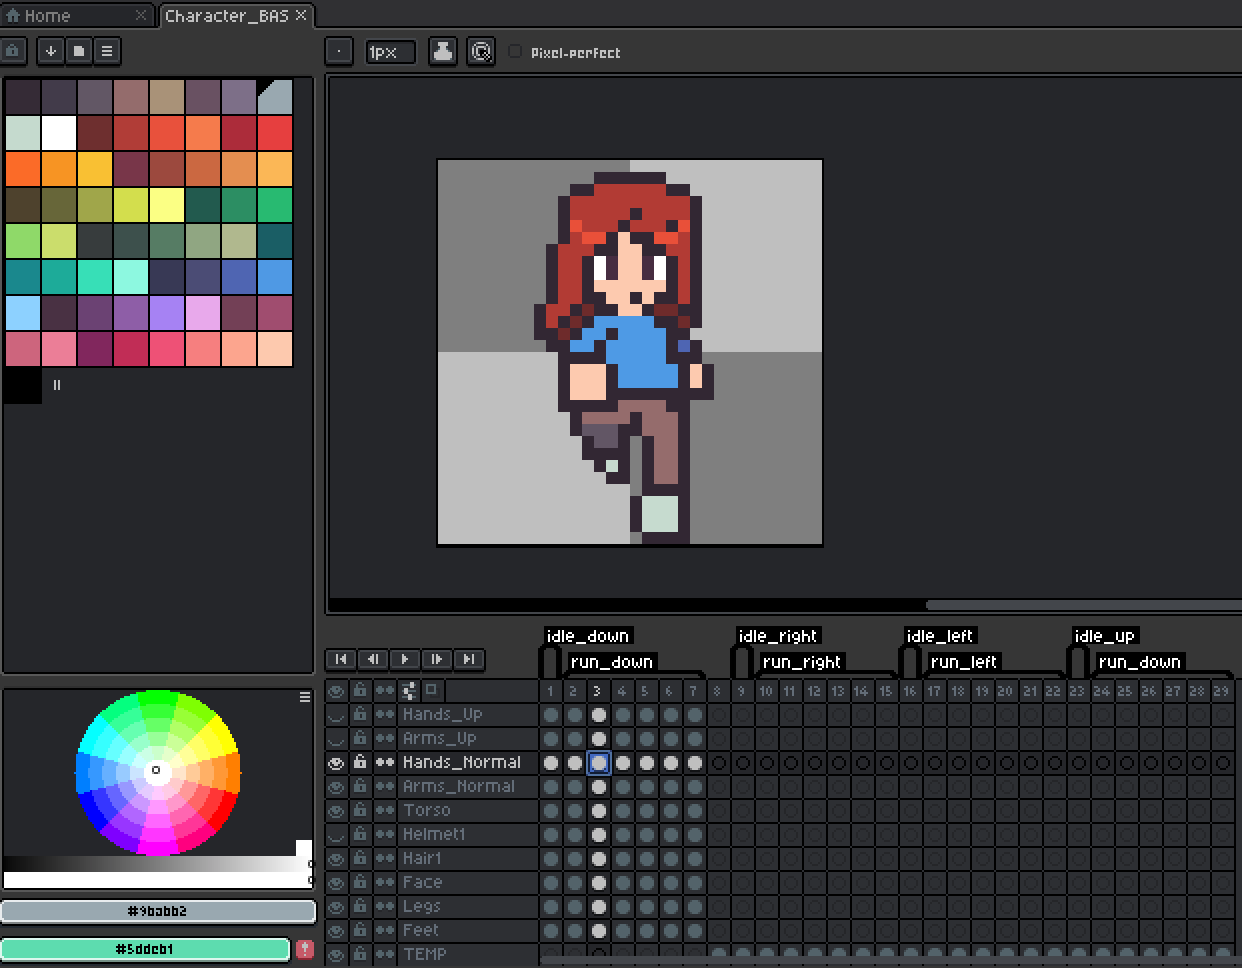 Home
Character_BAS
1px
Pixel-perfect
idle_down
idle_right
idle_left
idle_up
run_down
run_right
run_left
run_down
1 2 3 4 5 6 7 8 9 10 11 12 13 14 15 16 17 18 19 20 21 22 23 24 25 26 27 28 29
Hands_Up
Arms_Up
Hands_Normal
Arms_Normal
Torso
Helmet1
Hair1
Face
Legs
Feet
TEMP
#9babb2
#5ddcb1